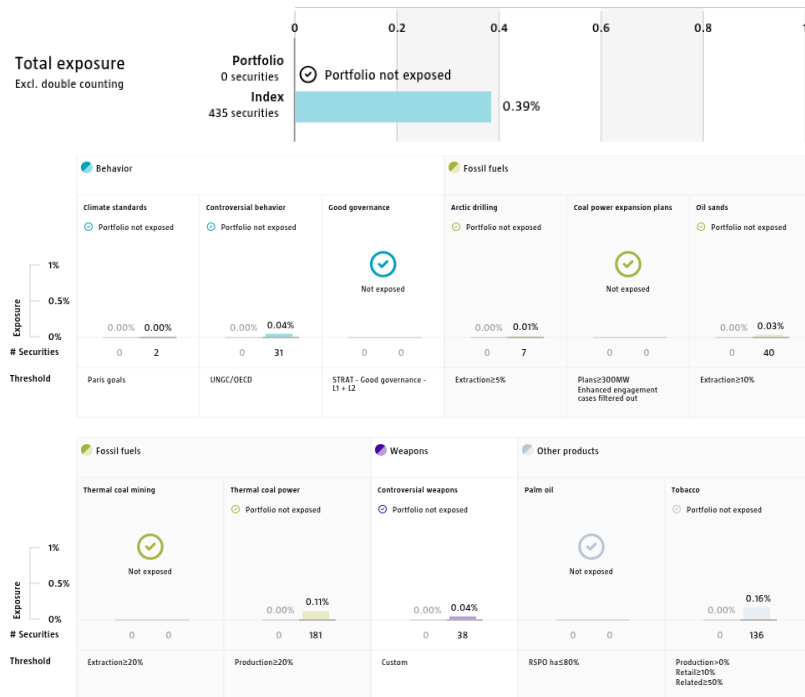 0 0.2 0.4 0.6 0.8 1
Total exposure
Excl. double counting
Portfolio
0 securities
Portfolio not exposed
Index
435 securities
0.39%
Behavior
Fossil fuels
Climate standards
Controversial behavior
Good governance
Arctic drilling
Coal power expansion plans
Oil sands
Portfolio not exposed
Portfolio not exposed
Portfolio not exposed
Portfolio not exposed
Not exposed
Not exposed
Exposure
1%
0.5%
0%
0.00% 0.00%
0.00% 0.04%
0.00% 0.01%
0.00% 0.03%
# Securities
0 2
0 31
0 0
0 7
0 0
0 40
Threshold
Paris goals
UNGC/OECD
STRAT - Good governance -
L1 + L2
Extraction≥5%
Plans≥300MW
Enhanced engagement
cases filtered out
Extraction≥10%
Fossil fuels
Weapons
Other products
Thermal coal mining
Thermal coal power
Controversial weapons
Palm oil
Tobacco
Portfolio not exposed
Portfolio not exposed
Portfolio not exposed
Not exposed
Not exposed
Exposure
1%
0.5%
0%
0.00% 0.11%
0.00% 0.04%
0.00% 0.16%
# Securities
0 0
0 181
0 38
0 0
0 136
Threshold
Extraction≥20%
Production≥20%
Custom
RSPO ha≤80%
Production>0%
Retail≥10%
Related≥50%